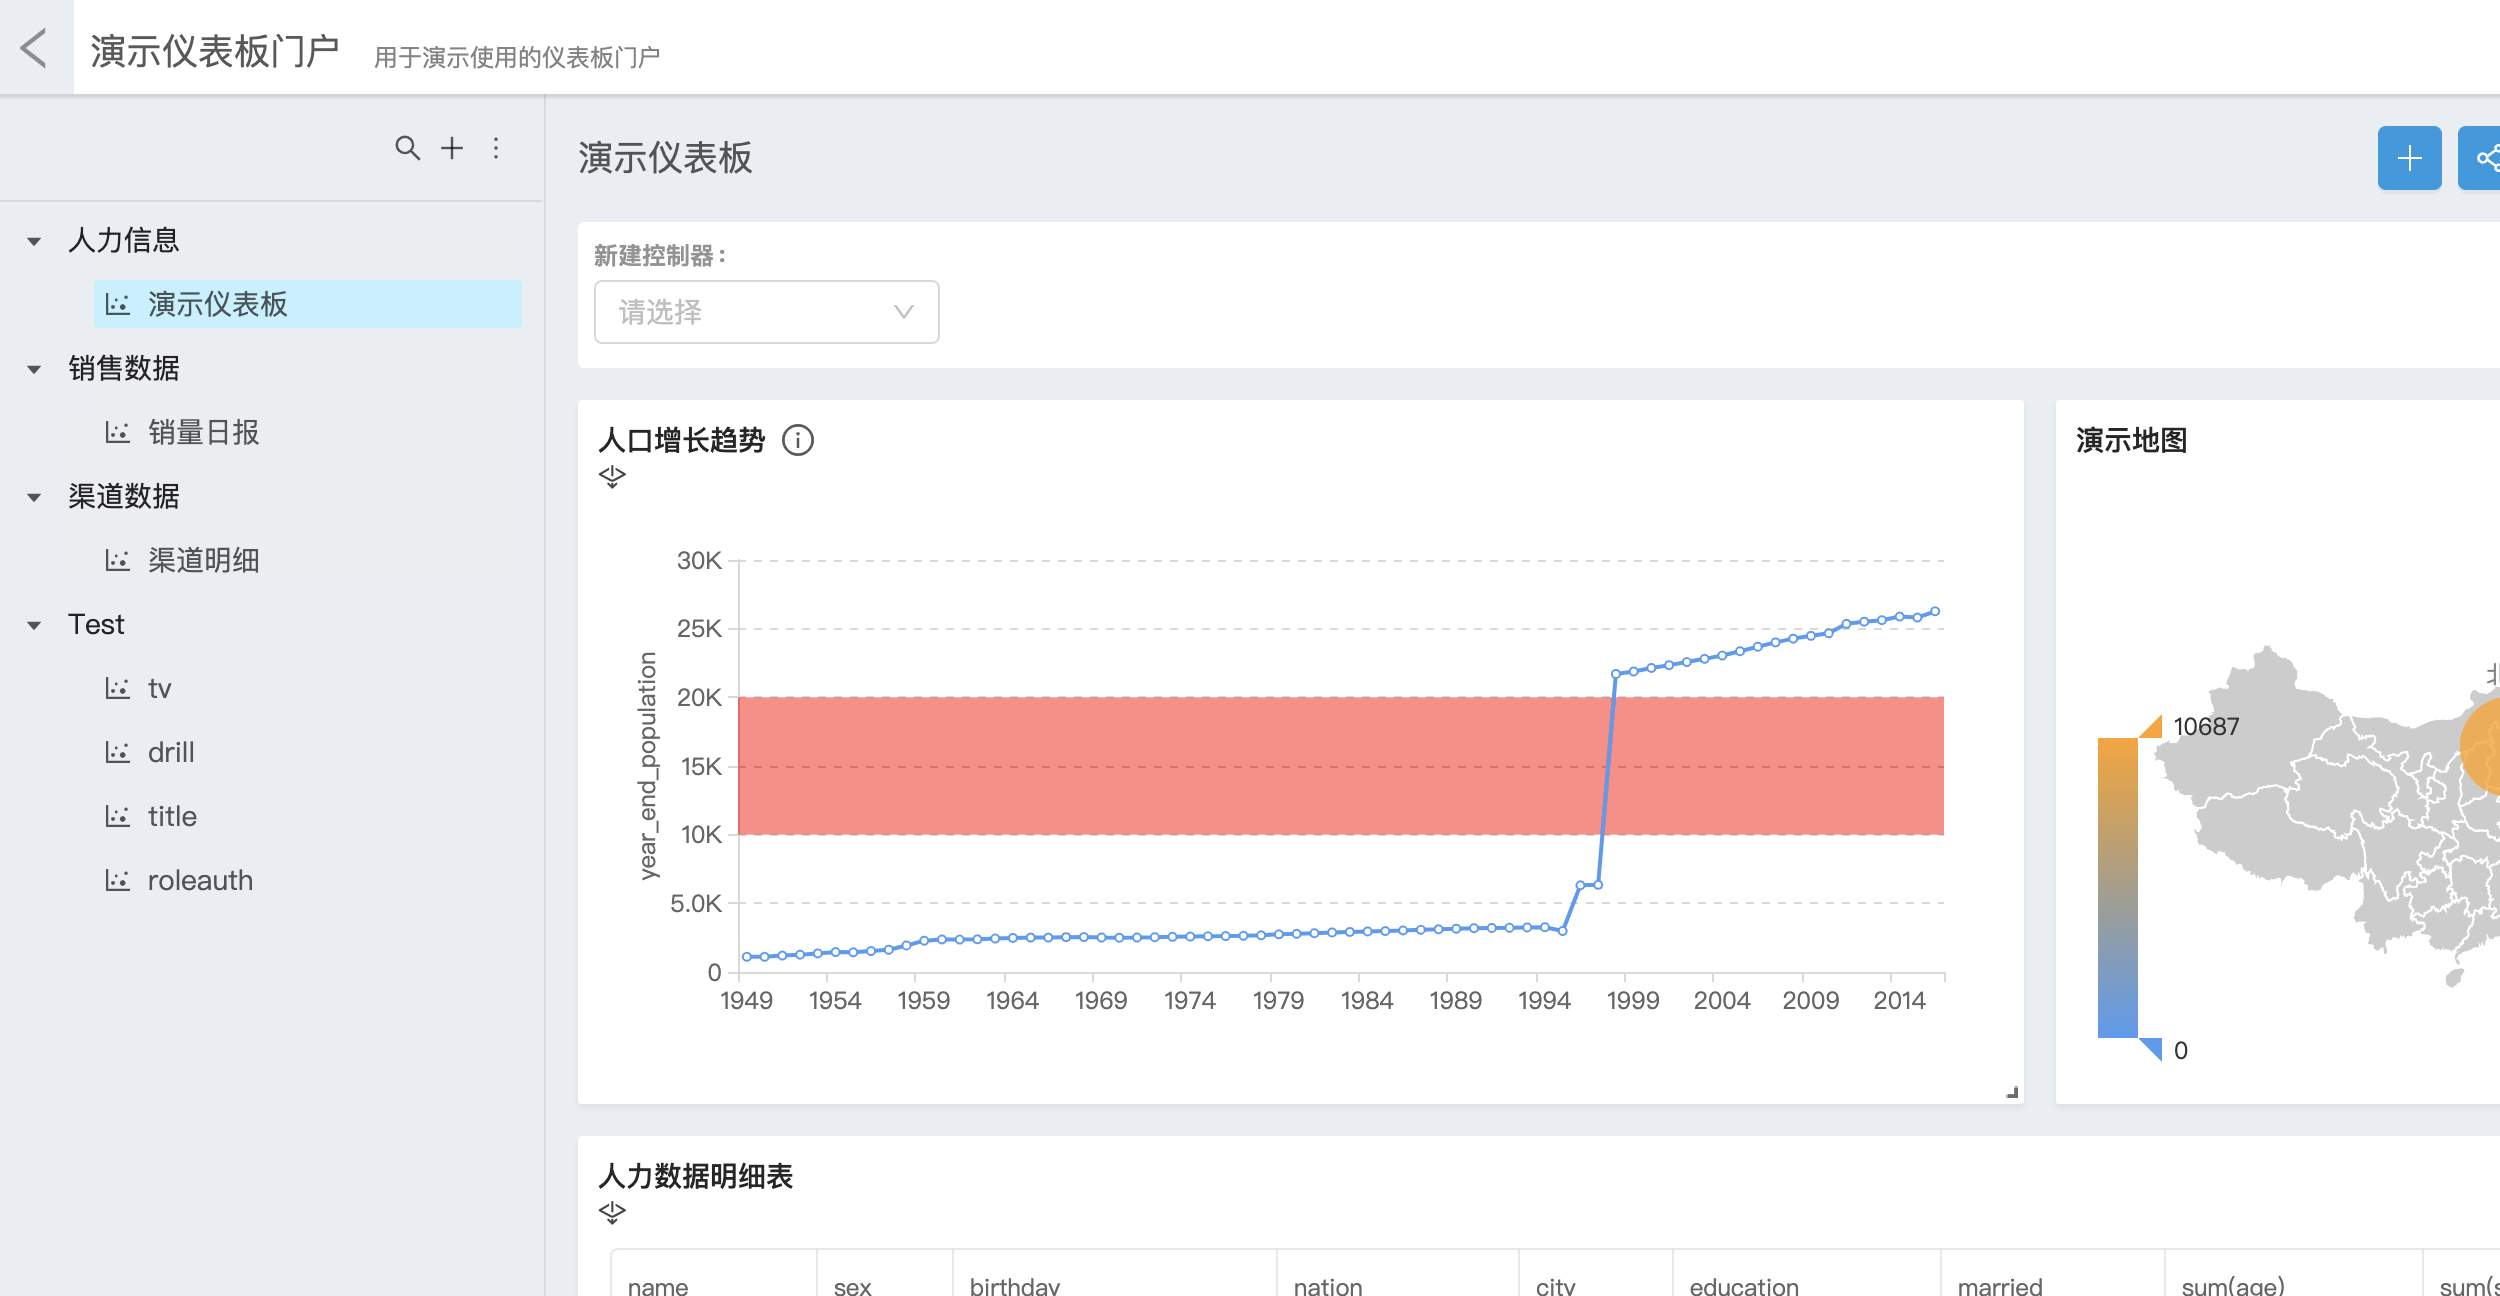 演示仪表板门户 用于演示使用的仪表板门户
人力信息
演示仪表板
销售数据
销量日报
渠道数据
渠道明细
Test
tv
drill
title
roleauth
演示仪表板
新建控制器：
请选择
人口增长趋势
year_end_population
30K
25K
20K
15K
10K
5.0K
0
1949 1954 1959 1964 1969 1974 1979 1984 1989 1994 1999 2004 2009 2014
演示地图
10687
0
人力数据明细表
name sex birthday nation city education married sum(age)